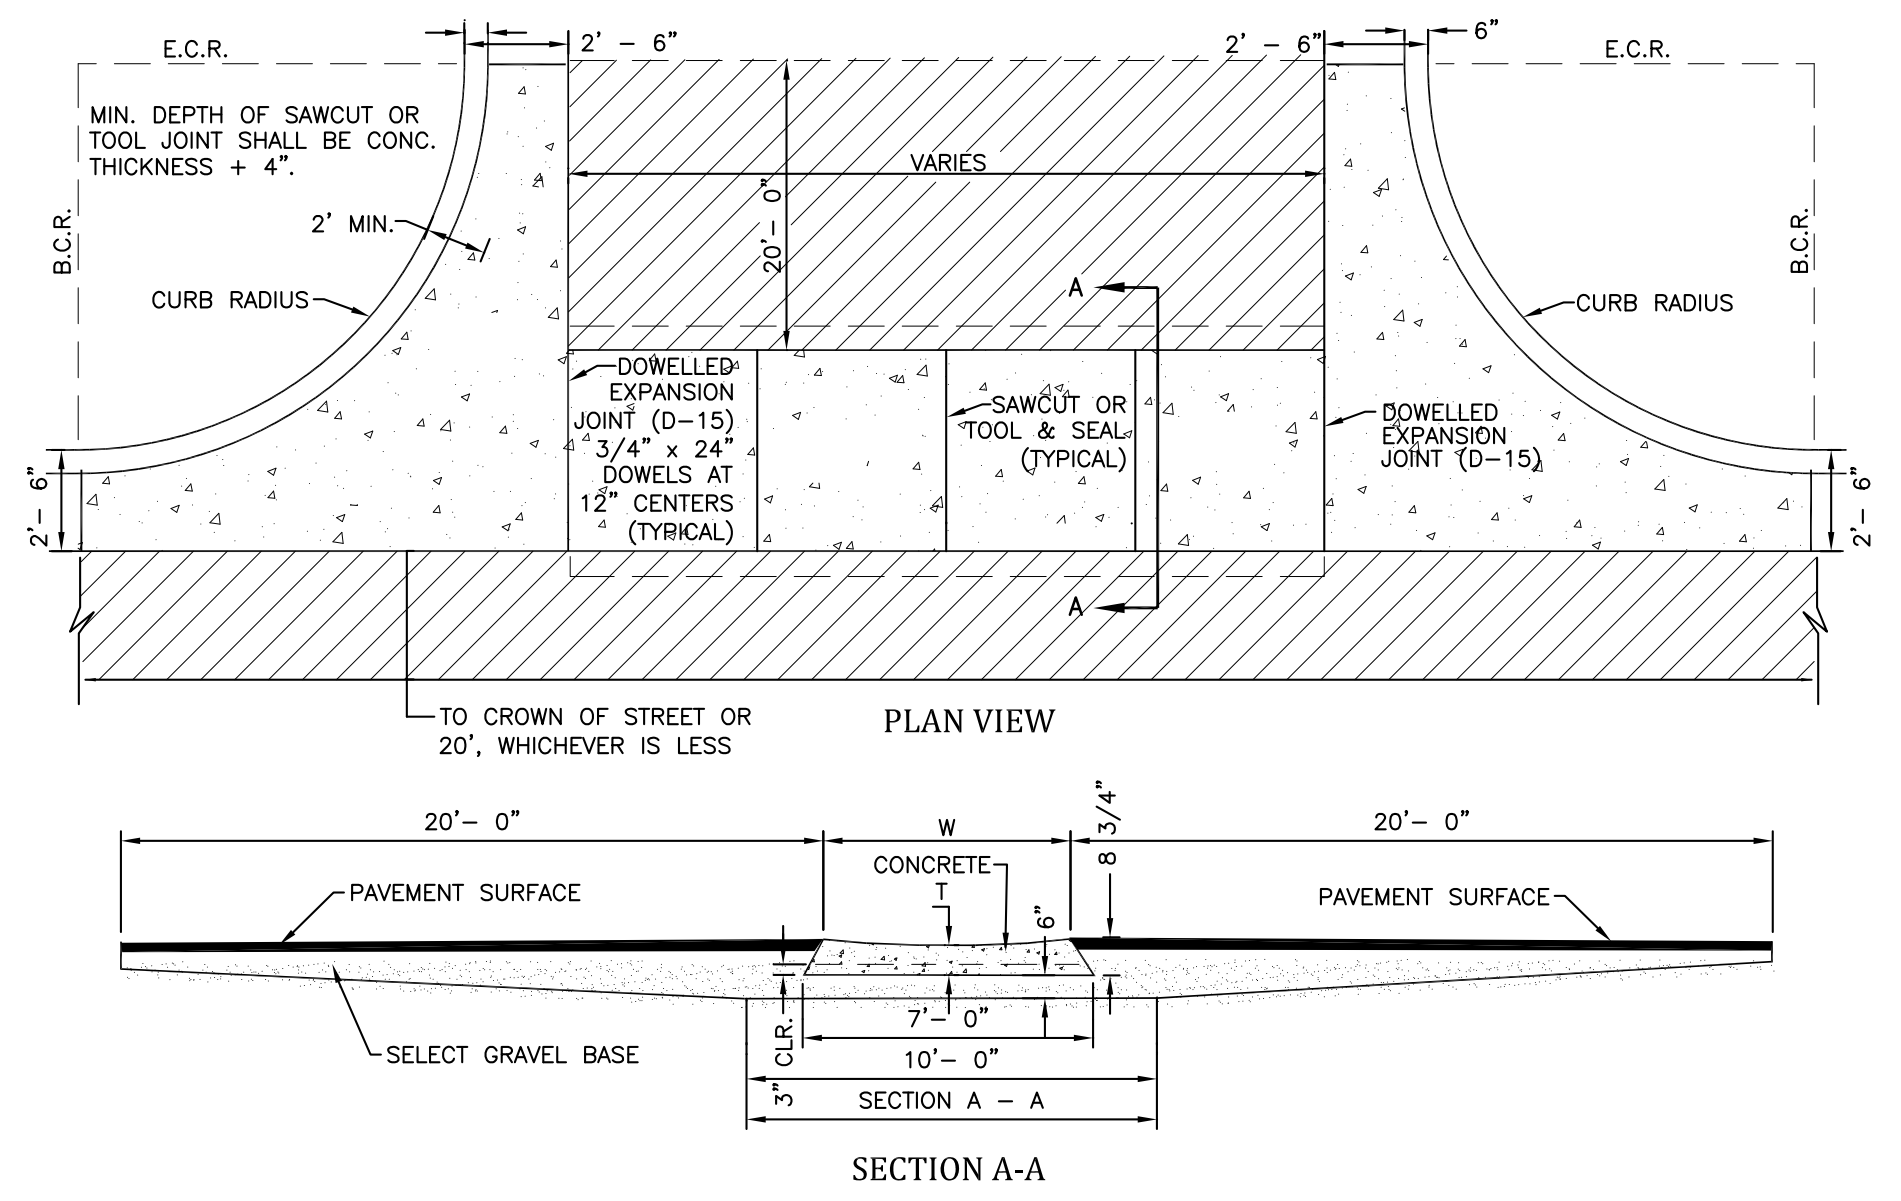 E.C.R.
2' - 6"
2' - 6"
6"
E.C.R.
MIN. DEPTH OF SAWCUT OR
TOOL JOINT SHALL BE CONC.
THICKNESS + 4".
VARIES
2' MIN.
20'- 0"
B.C.R.
B.C.R.
CURB RADIUS
A
CURB RADIUS
DOWELLED
EXPANSION
JOINT (D-15)
3/4" x 24"
DOWELS AT
12" CENTERS
(TYPICAL)
SAWCUT OR
TOOL & SEAL
(TYPICAL)
DOWELLED
EXPANSION
JOINT (D-15)
2'- 6"
2'- 6"
A
TO CROWN OF STREET OR
20', WHICHEVER IS LESS
PLAN VIEW
20'- 0"
W
8 3/4"
20'- 0"
CONCRETE
T
6"
PAVEMENT SURFACE
PAVEMENT SURFACE
SELECT GRAVEL BASE
3" CLR.
7'- 0"
10'- 0"
SECTION A - A
SECTION A-A